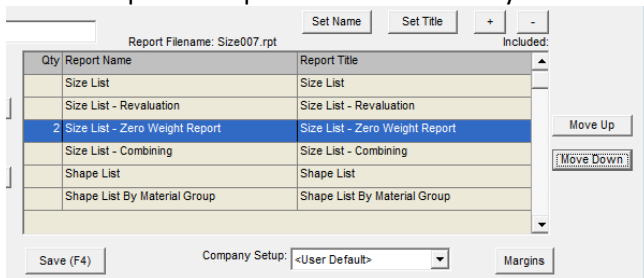 Set Name Set Title + -
Report Filename: Size007.rpt Included:
Qty Report Name Report Title
Size List Size List
Size List - Revaluation Size List - Revaluation
2 Size List - Zero Weight Report Size List - Zero Weight Report
Move Up
Size List - Combining Size List - Combining
Move Down
Shape List Shape List
Shape List By Material Group Shape List By Material Group
Save (F4) Company Setup: <User Default> Margins